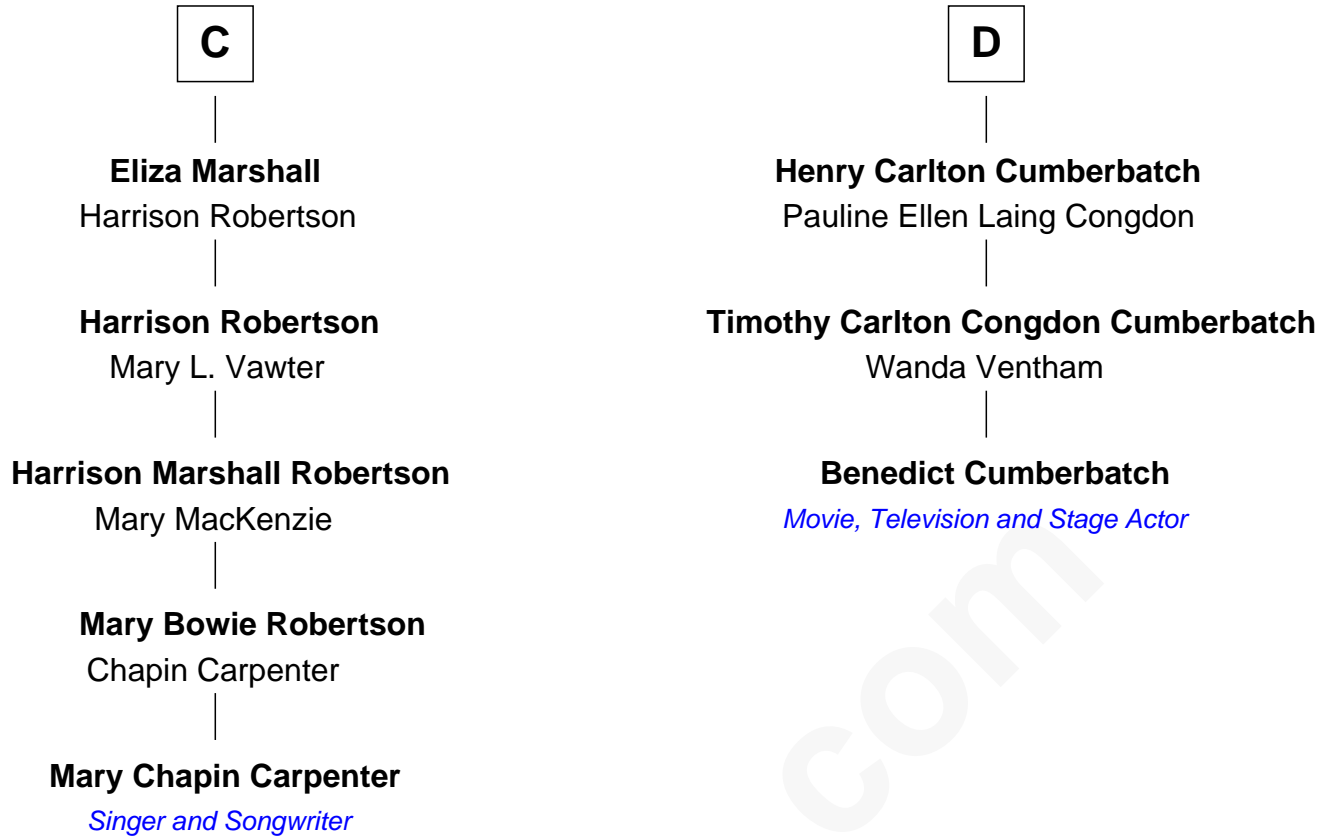 C
Eliza Marshall
Harrison Robertson
Harrison Robertson
Mary L. Vawter
Harrison Marshall Robertson
Mary MacKenzie
Mary Bowie Robertson
Chapin Carpenter
Mary Chapin Carpenter
Singer and Songwriter
D
Henry Carlton Cumberbatch
Pauline Ellen Laing Congdon
Timothy Carlton Congdon Cumberbatch
Wanda Ventham
Benedict Cumberbatch
Movie, Television and Stage Actor
com